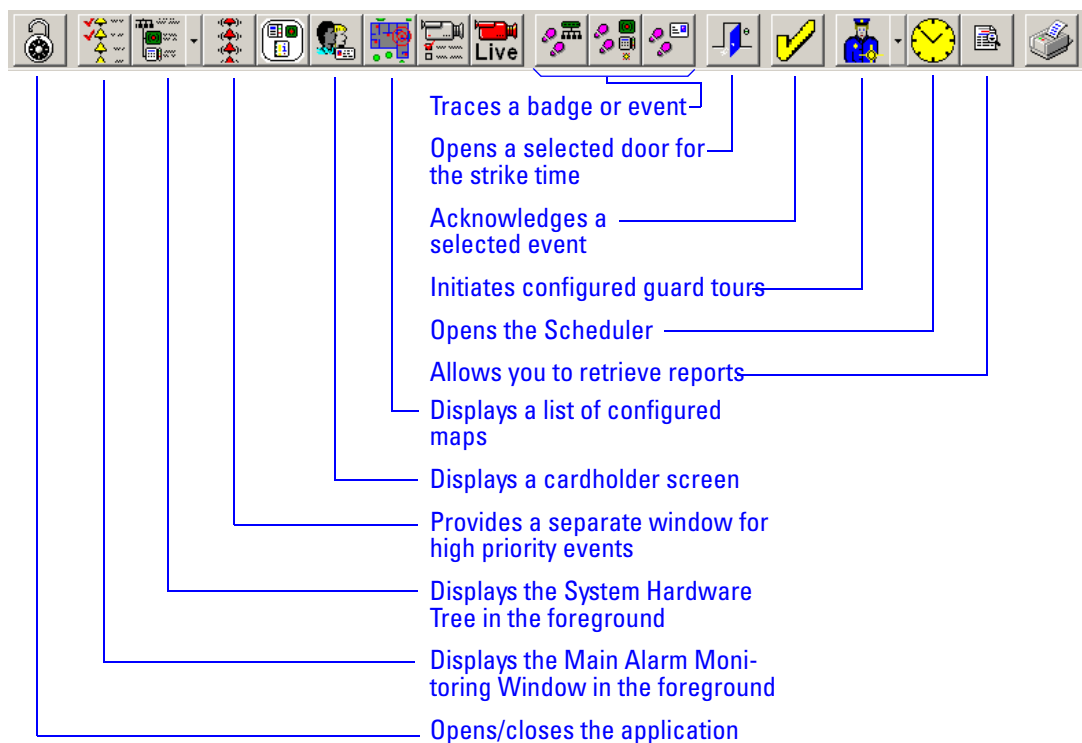 Live
Traces a badge or event
Opens a selected door for
the strike time
Acknowledges a
selected event
Initiates configured guard tours
Opens the Scheduler
Allows you to retrieve reports
Displays a list of configured
maps
Displays a cardholder screen
Provides a separate window for
high priority events
Displays the System Hardware
Tree in the foreground
Displays the Main Alarm Moni-
toring Window in the foreground
Opens/closes the application